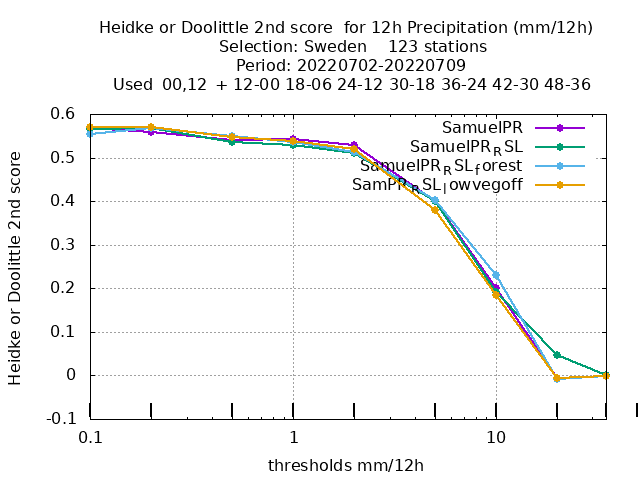 Heidke or Doolittle 2nd score for 12h Precipitation (mm/12h)
Selection: Sweden 123 stations
Period: 20220702-20220709
Used 00,12 + 12-00 18-06 24-12 30-18 36-24 42-30 48-36
Heidke or Doolittle 2nd score
0.6
0.5
0.4
0.3
0.2
0.1
0
-0.1
SamuelPR
SamuelPR_RSL
SamuelPR_RSL_forest
SamPR_RSL_lowvegoff
0.1 1 10
thresholds mm/12h